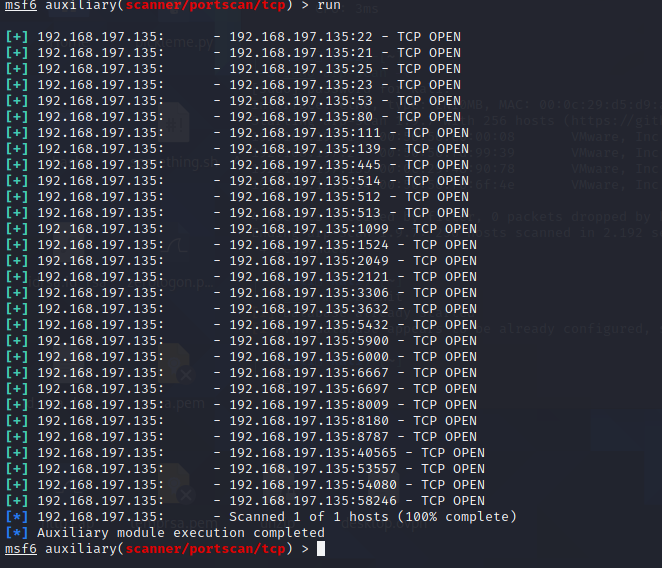 msf6 auxiliary(scanner/portscan/tcp) > run
[+] 192.168.197.135: - 192.168.197.135:22 - TCP OPEN
[+] 192.168.197.135: - 192.168.197.135:21 - TCP OPEN
[+] 192.168.197.135: - 192.168.197.135:25 - TCP OPEN
[+] 192.168.197.135: - 192.168.197.135:23 - TCP OPEN
[+] 192.168.197.135: - 192.168.197.135:53 - TCP OPEN
[+] 192.168.197.135: - 192.168.197.135:80 - TCP OPEN
[+] 192.168.197.135: - 192.168.197.135:111 - TCP OPEN
[+] 192.168.197.135: - 192.168.197.135:139 - TCP OPEN
[+] 192.168.197.135: - 192.168.197.135:445 - TCP OPEN
[+] 192.168.197.135: - 192.168.197.135:514 - TCP OPEN
[+] 192.168.197.135: - 192.168.197.135:512 - TCP OPEN
[+] 192.168.197.135: - 192.168.197.135:513 - TCP OPEN
[+] 192.168.197.135: - 192.168.197.135:1099 - TCP OPEN
[+] 192.168.197.135: - 192.168.197.135:1524 - TCP OPEN
[+] 192.168.197.135: - 192.168.197.135:2049 - TCP OPEN
[+] 192.168.197.135: - 192.168.197.135:2121 - TCP OPEN
[+] 192.168.197.135: - 192.168.197.135:3306 - TCP OPEN
[+] 192.168.197.135: - 192.168.197.135:3632 - TCP OPEN
[+] 192.168.197.135: - 192.168.197.135:5432 - TCP OPEN
[+] 192.168.197.135: - 192.168.197.135:5900 - TCP OPEN
[+] 192.168.197.135: - 192.168.197.135:6000 - TCP OPEN
[+] 192.168.197.135: - 192.168.197.135:6667 - TCP OPEN
[+] 192.168.197.135: - 192.168.197.135:6697 - TCP OPEN
[+] 192.168.197.135: - 192.168.197.135:8009 - TCP OPEN
[+] 192.168.197.135: - 192.168.197.135:8180 - TCP OPEN
[+] 192.168.197.135: - 192.168.197.135:8787 - TCP OPEN
[+] 192.168.197.135: - 192.168.197.135:40565 - TCP OPEN
[+] 192.168.197.135: - 192.168.197.135:53557 - TCP OPEN
[+] 192.168.197.135: - 192.168.197.135:54080 - TCP OPEN
[+] 192.168.197.135: - 192.168.197.135:58246 - TCP OPEN
[*] 192.168.197.135: - Scanned 1 of 1 hosts (100% complete)
[*] Auxiliary module execution completed
msf6 auxiliary(scanner/portscan/tcp) >